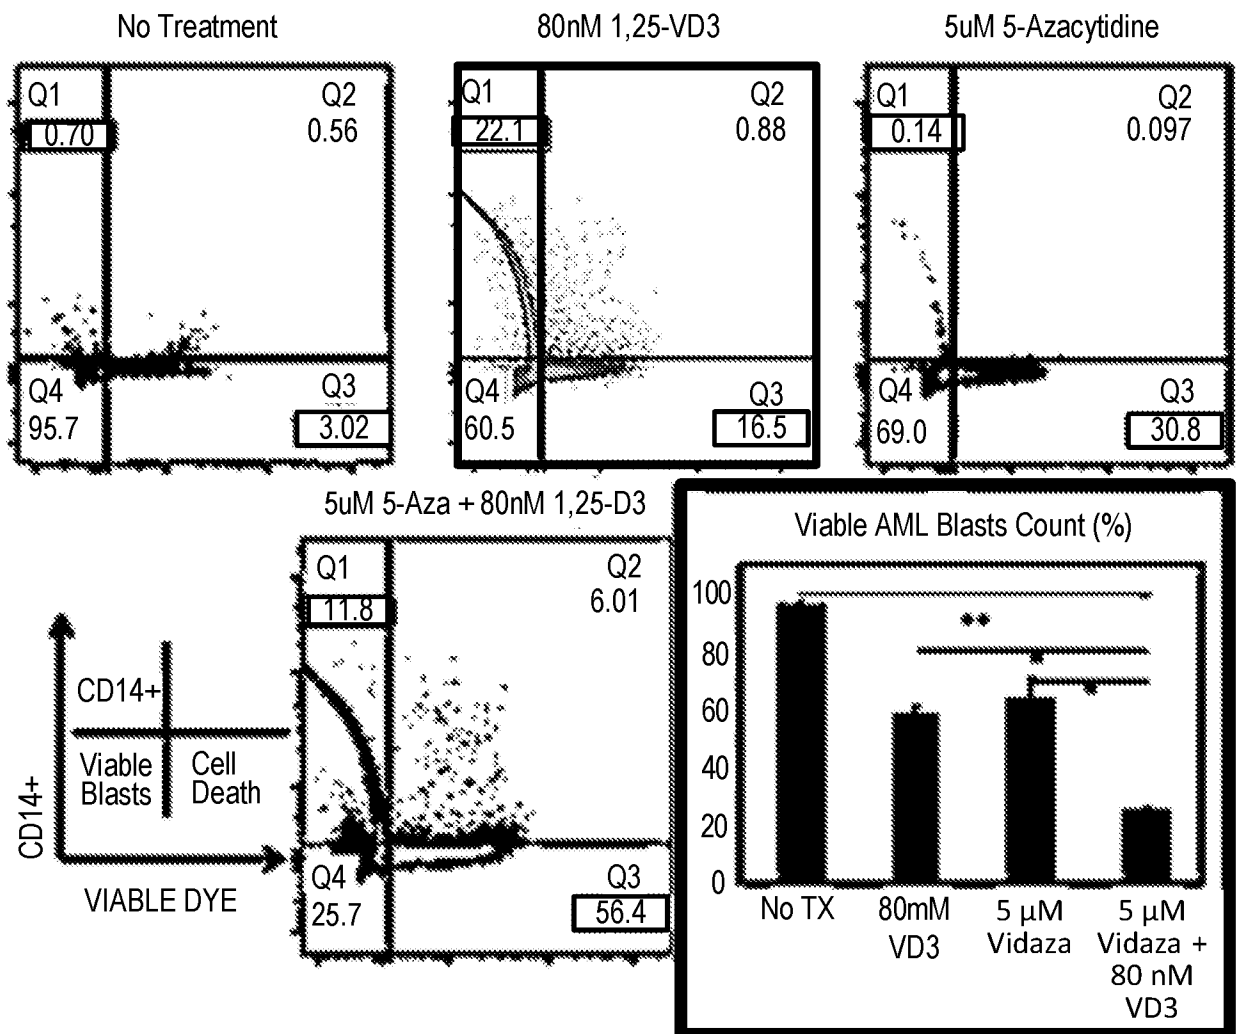 No Treatment
80nM 1,25-VD3
5uM 5-Azacytidine
Q1
Q2
0.70
0.56
Q4
Q3
95.7
3.02
Q1
Q2
22.1
0.88
Q4
Q3
60.5
16.5
Q1
Q2
0.14
0.097
Q4
Q3
69.0
30.8
5uM 5-Aza + 80nM 1,25-D3
Q1
Q2
11.8
6.01
Q4
Q3
25.7
56.4
CD14+
CD14+
Viable
Blasts
Cell
Death
VIABLE DYE
Viable AML Blasts Count (%)
100
80
60
40
20
0
**
*
*
No TX
80mM
VD3
5 µM
Vidaza
5 µM
Vidaza +
80 nM
VD3